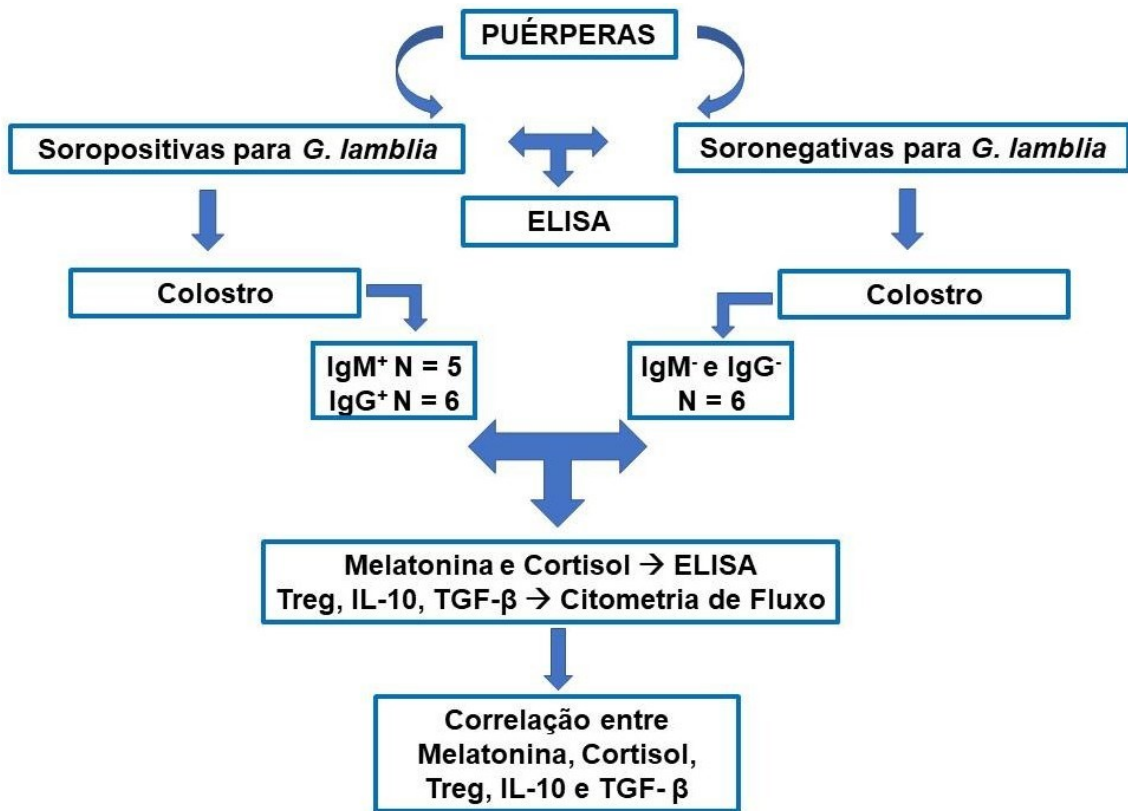 PUÉRPERAS
Soropositivas para G. lamblia
Soronegativas para G. lamblia
ELISA
Colostro
Colostro
IgM⁺ N = 5
IgG⁺ N = 6
IgM⁻ e IgG⁻
N = 6
Melatonina e Cortisol → ELISA
Treg, IL-10, TGF-β → Citometria de Fluxo
Correlação entre
Melatonina, Cortisol,
Treg, IL-10 e TGF- β